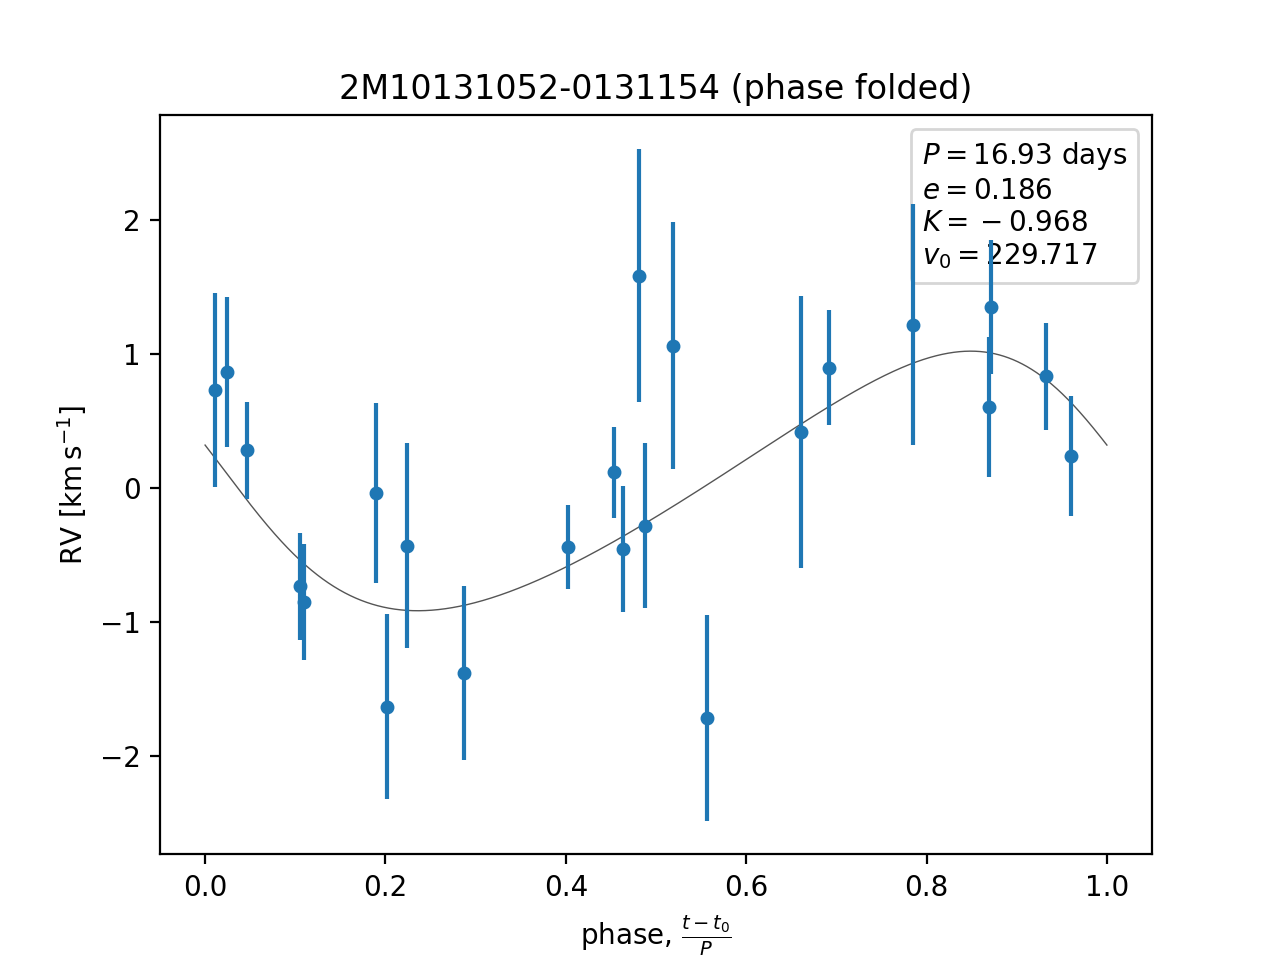 2M10131052-0131154 (phase folded)
P = 16.93 days
e = 0.186
K = −0.968
v₀ = 229.717
RV [km s⁻¹]
2
1
0
−1
−2
0.0 0.2 0.4 0.6 0.8 1.0
phase, (t − t₀)/P